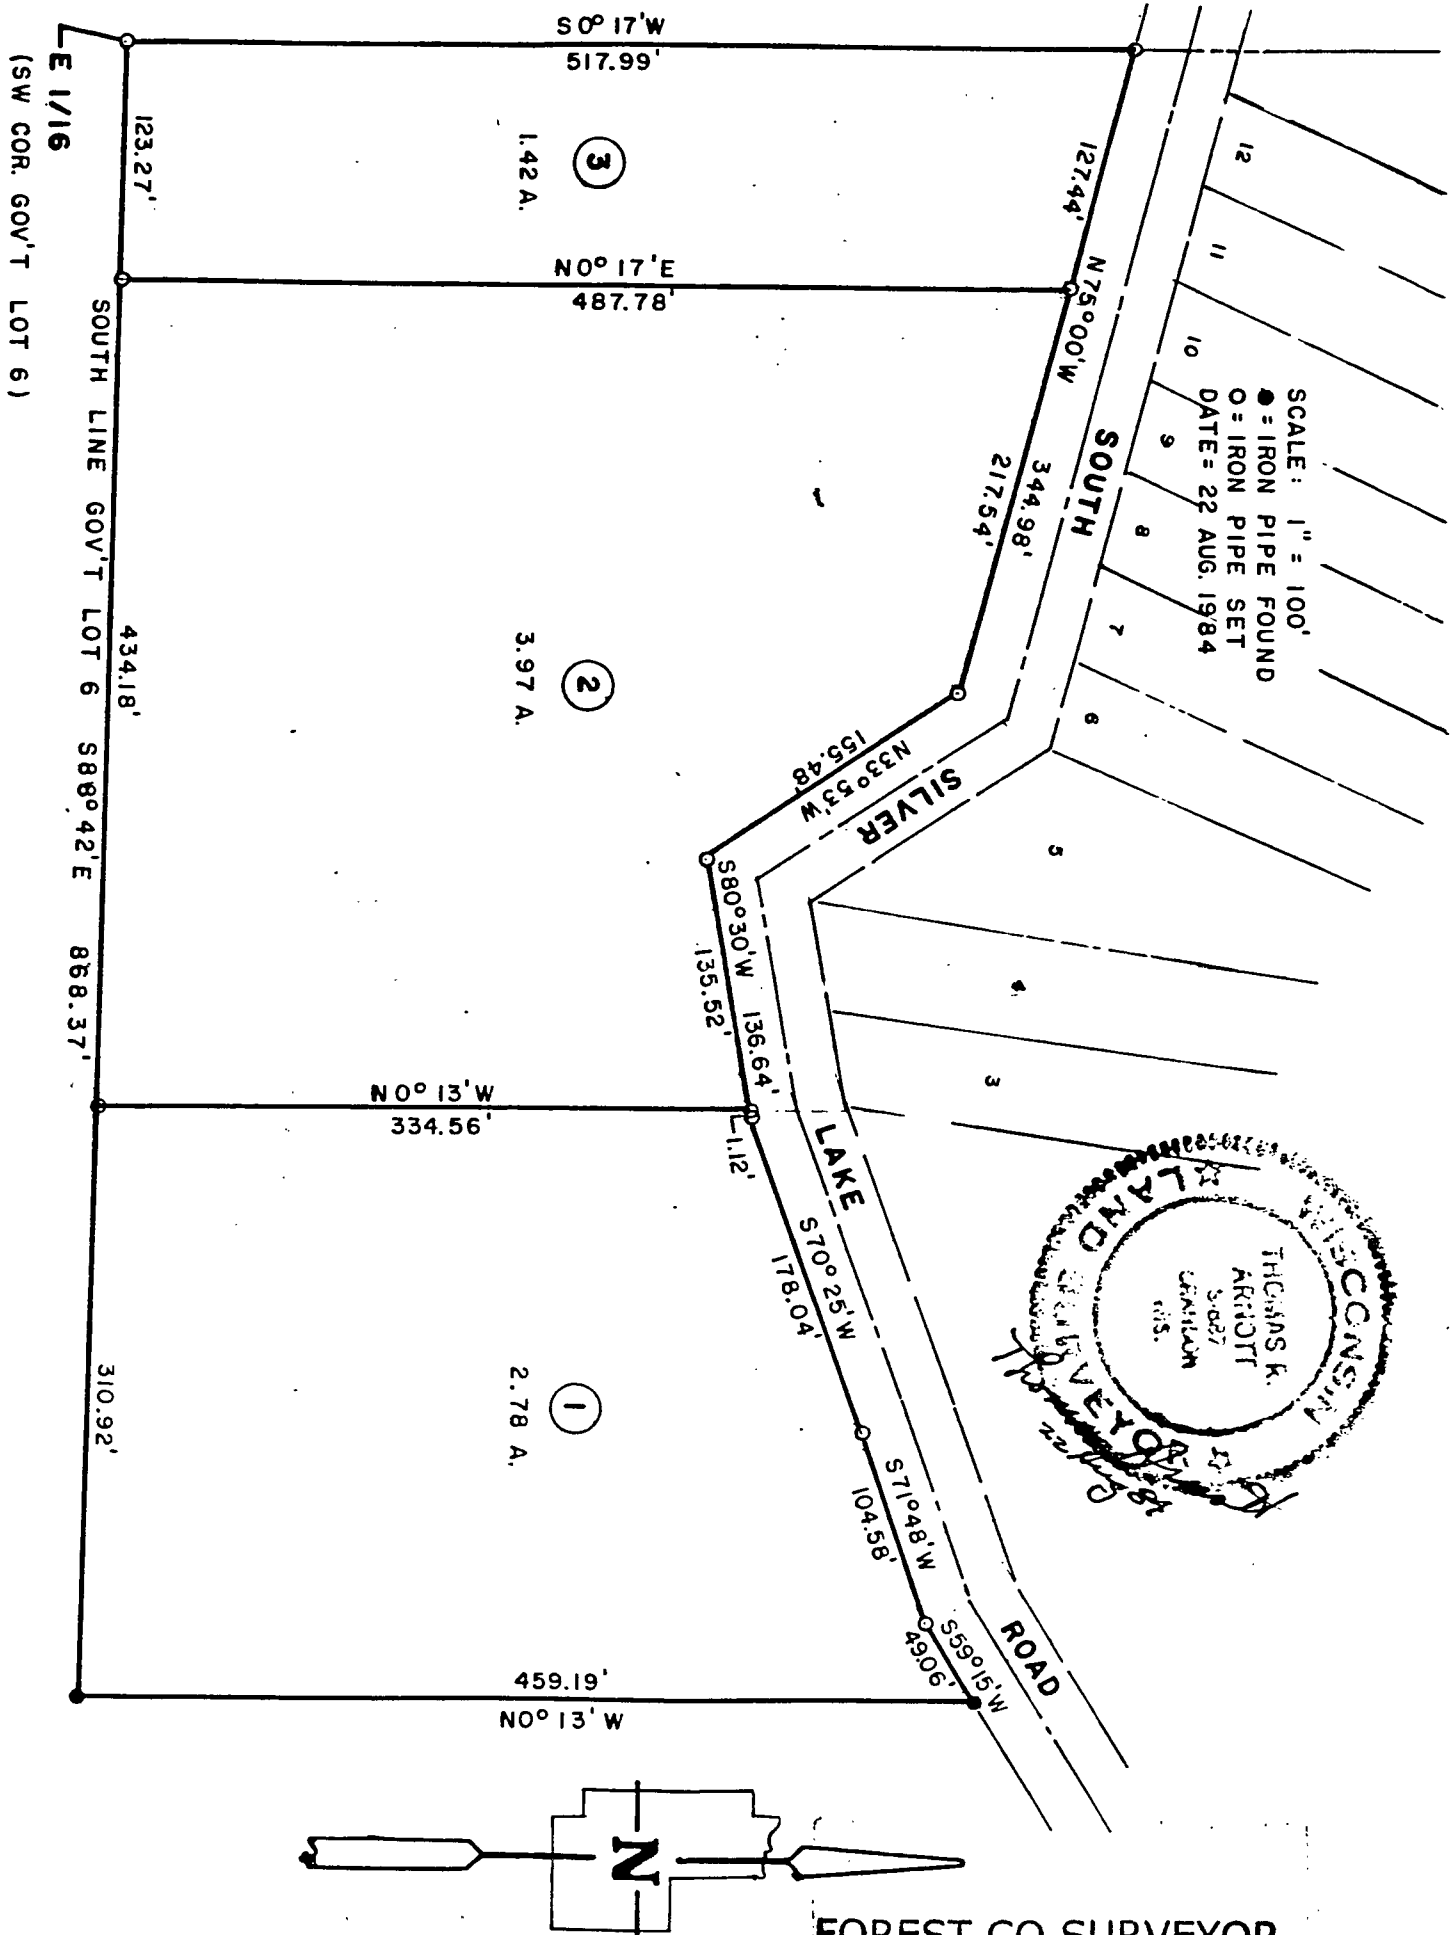 SCALE: 1" = 100'
● = IRON PIPE FOUND
O = IRON PIPE SET
DATE = 22 AUG. 1984
12
11
10
9
8
7
6
5
4
3
SOUTH
SILVER
LAKE
ROAD
S 0° 17' W
517.99'
127.44'
N 75° 00' W
344.98'
217.54'
N33° 53' W
155.48'
S80° 30' W
136.64'
135.52'
1.12'
S70° 25' W
178.04'
S71° 48' W
104.58'
S59° 15' W
49.06'
3
1.42 A.
N 0° 17' E
487.78'
2
3.97 A.
N 0° 13' W
334.56'
1
2.78 A.
459.19'
N0° 13' W
123.27'
434.18'
310.92'
SOUTH LINE GOV'T LOT 6 S88° 42' E 868.37'
E 1/16
(SW COR. GOV'T LOT 6)
WISCONSIN
THOMAS R.
ARNOTT
WIS.
LAND SURVEYOR
N
FOREST CO SURVEYOR